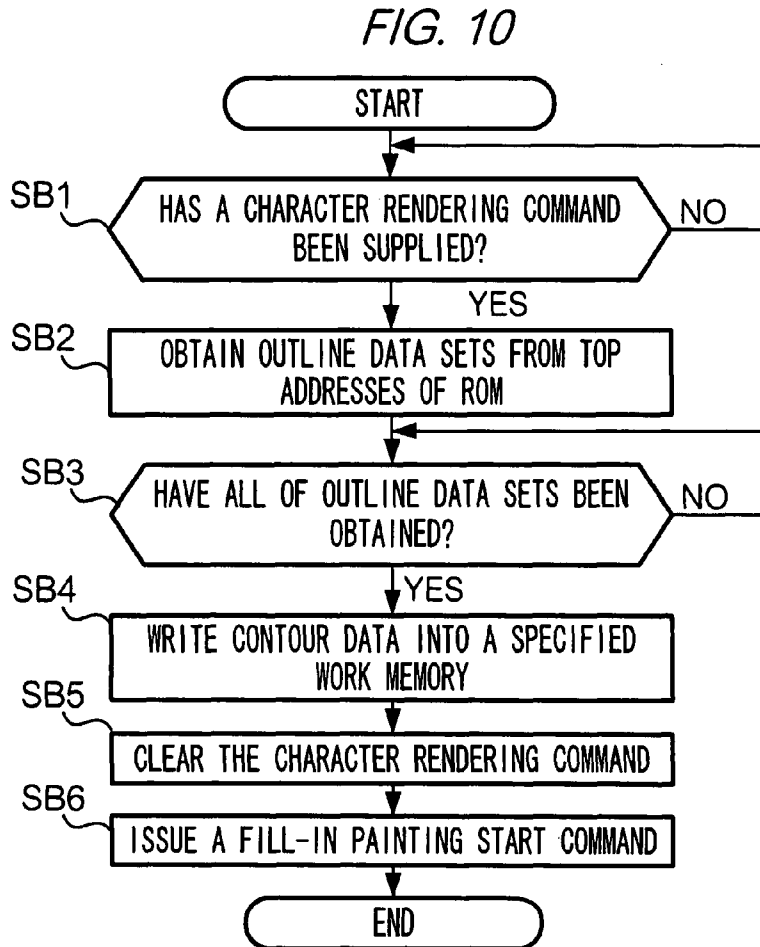 FIG. 10
START
SB1
HAS A CHARACTER RENDERING COMMAND
BEEN SUPPLIED?
NO
YES
SB2
OBTAIN OUTLINE DATA SETS FROM TOP
ADDRESSES OF ROM
SB3
HAVE ALL OF OUTLINE DATA SETS BEEN
OBTAINED?
NO
YES
SB4
WRITE CONTOUR DATA INTO A SPECIFIED
WORK MEMORY
SB5
CLEAR THE CHARACTER RENDERING COMMAND
SB6
ISSUE A FILL-IN PAINTING START COMMAND
END